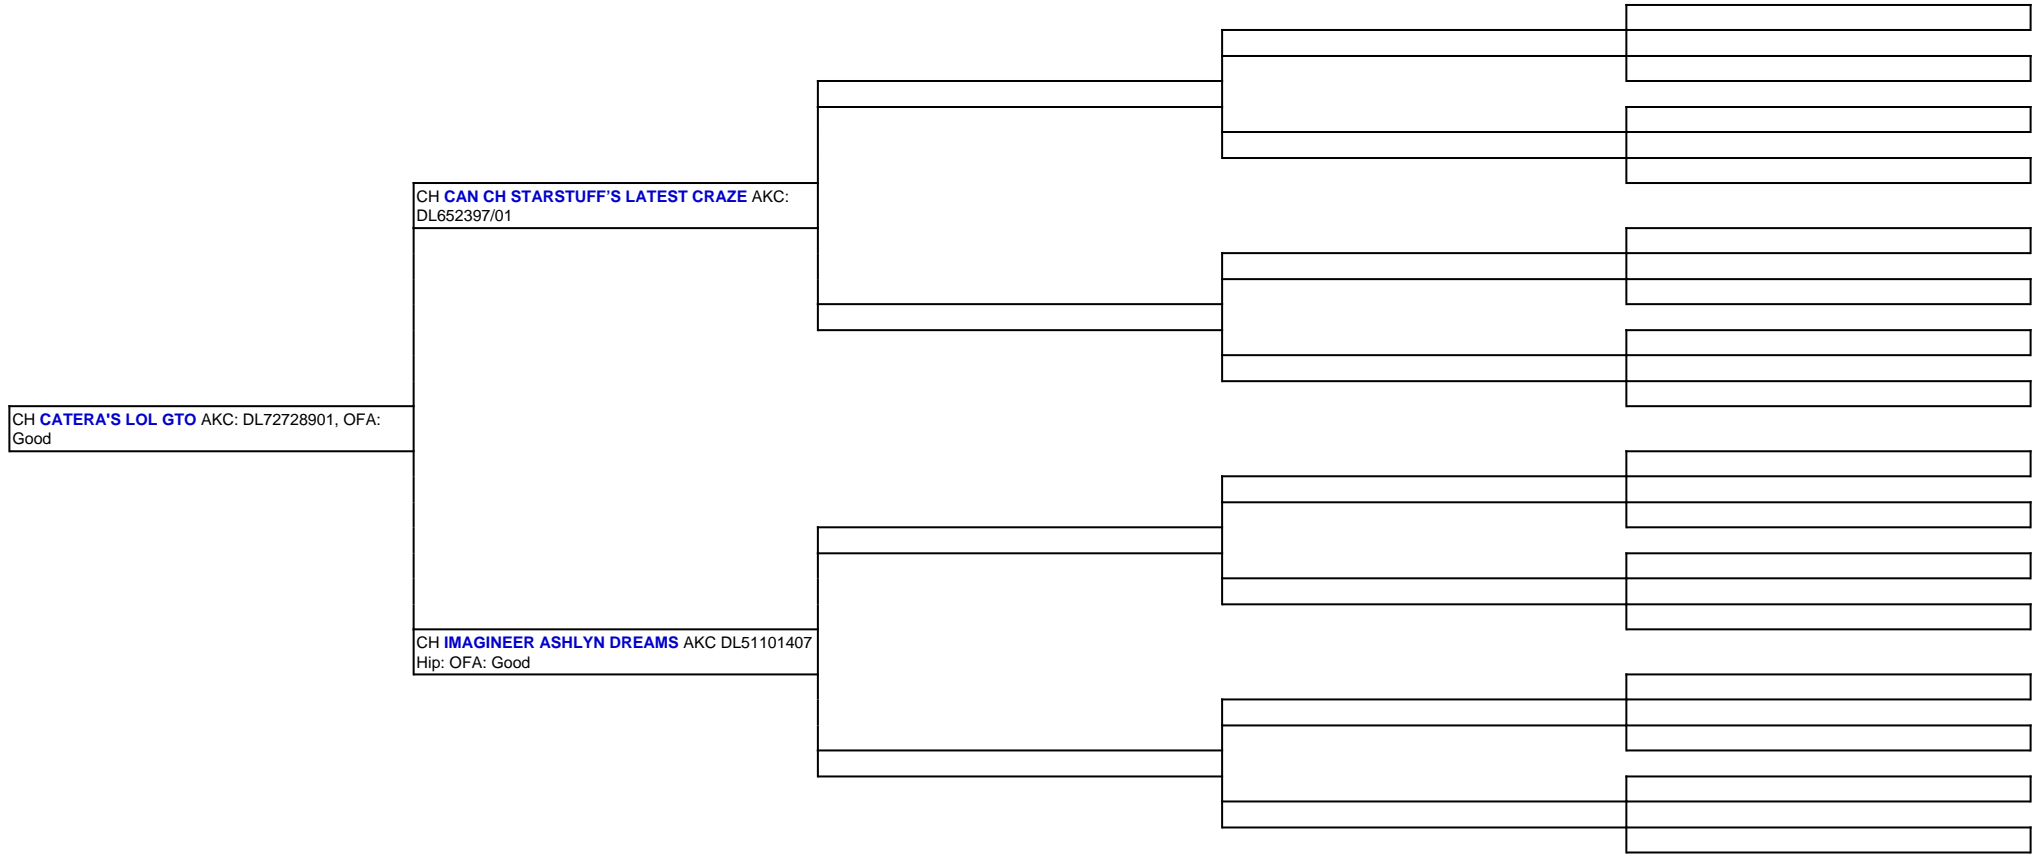 CH CAN CH STARSTUFF’S LATEST CRAZE AKC:
DL652397/01
CH CATERA'S LOL GTO AKC: DL72728901, OFA:
Good
CH IMAGINEER ASHLYN DREAMS AKC DL51101407
Hip: OFA: Good